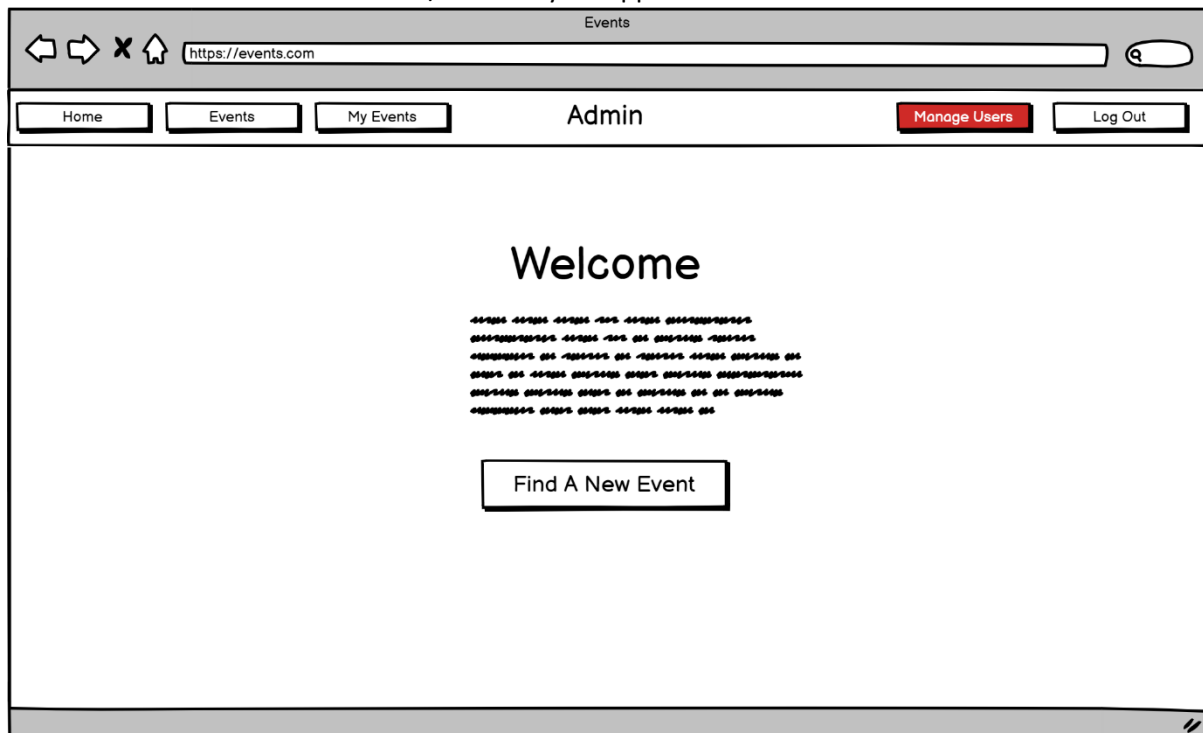 Events
https://events.com
Home Events My Events Admin Manage Users Log Out
Welcome
Find A New Event